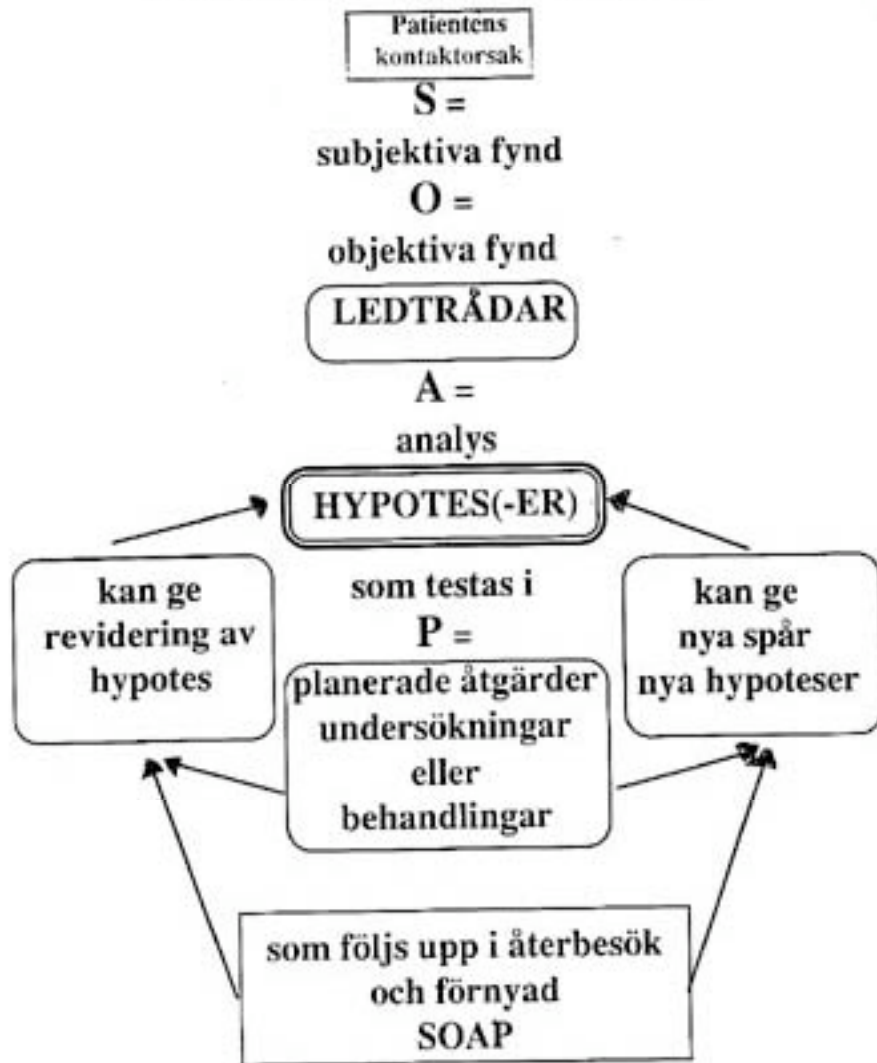 Patientens
kontaktorsak
S =
subjektiva fynd
O =
objektiva fynd
LEDTRÅDAR
A =
analys
HYPOTES(-ER)
kan ge
revidering av
hypotes
som testas i
P =
planerade åtgärder
undersökningar
eller
behandlingar
kan ge
nya spår
nya hypoteser
som följs upp i återbesök
och förnyad
SOAP